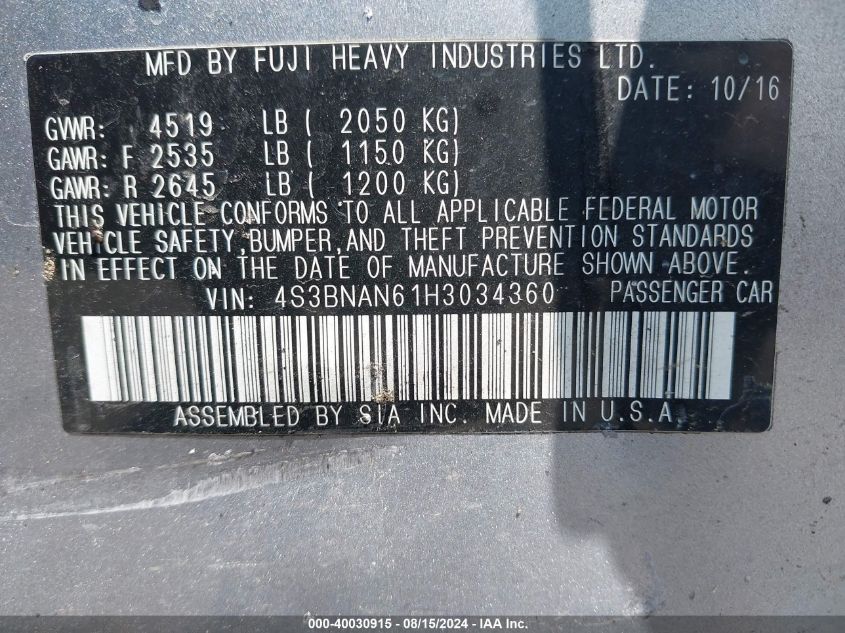 MFD BY FUJI HEAVY INDUSTRIES LTD.
DATE: 10/16
GVWR: 4519 LB ( 2050 KG)
GAWR: F 2535 LB ( 1150 KG)
GAWR: R 2645 LB ( 1200 KG)
THIS VEHICLE CONFORMS TO ALL APPLICABLE FEDERAL MOTOR
VEHICLE SAFETY,BUMPER,AND THEFT PREVENTION STANDARDS
IN EFFECT ON THE DATE OF MANUFACTURE SHOWN ABOVE.
VIN: 4S3BNAN61H3034360 PASSENGER CAR
ASSEMBLED BY SIA INC. MADE IN U.S.A.
000-40030915 - 08/15/2024 - IAA Inc.